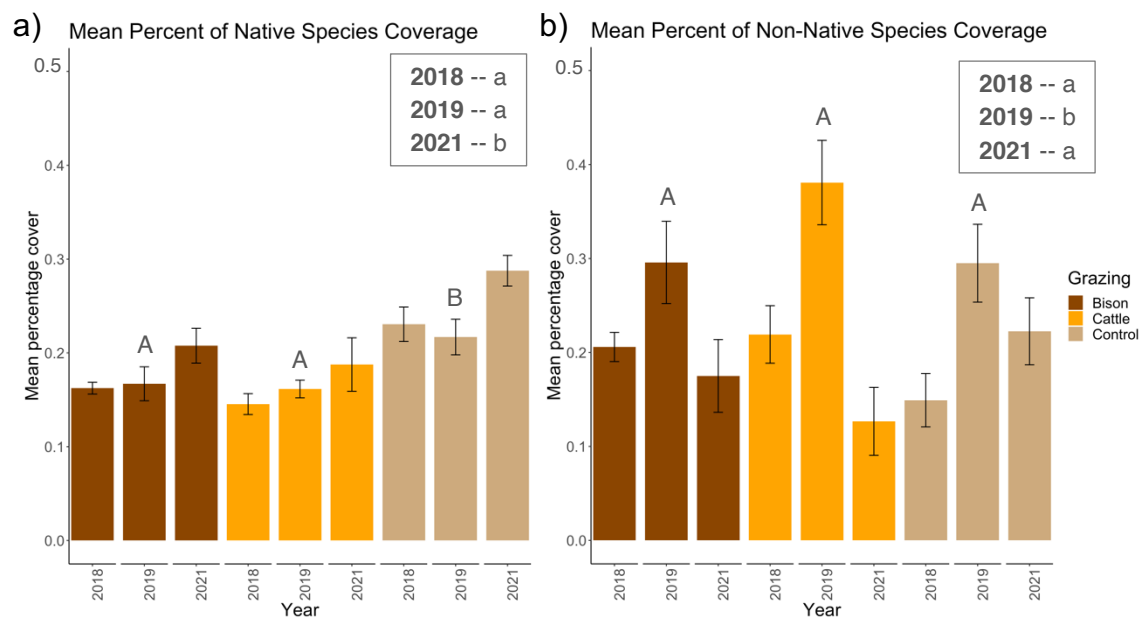 a) Mean Percent of Native Species Coverage
0.5
0.4
0.3
0.2
0.1
0.0
Mean percentage cover
2018 -- a
2019 -- a
2021 -- b
A
A
B
2018
2019
2021
2018
2019
2021
2018
2019
2021
Year
b) Mean Percent of Non-Native Species Coverage
0.5
0.4
0.3
0.2
0.1
0.0
Mean percentage cover
2018 -- a
2019 -- b
2021 -- a
A
A
A
2018
2019
2021
2018
2019
2021
2018
2019
2021
Year
Grazing
Bison
Cattle
Control